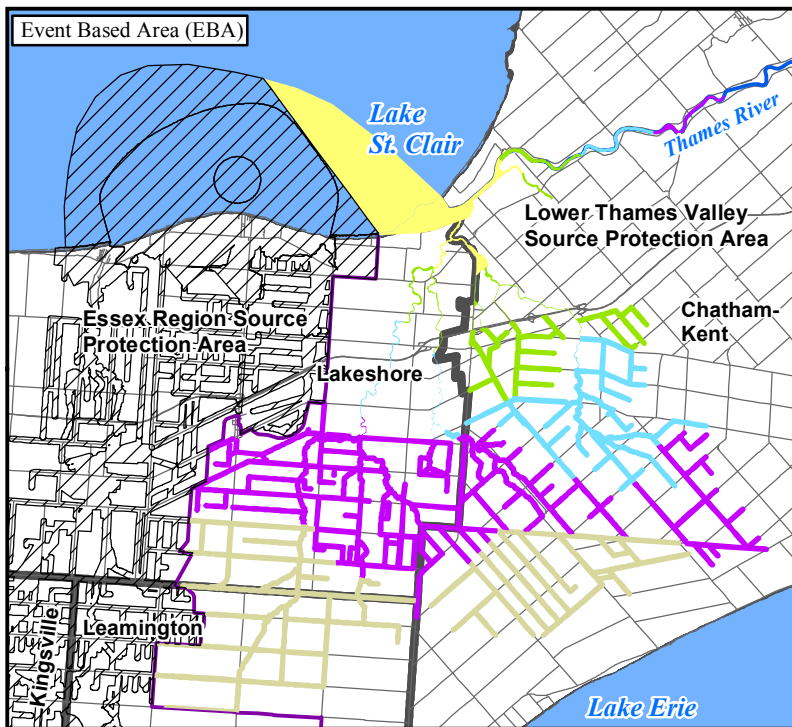 Event Based Area (EBA)
Lake
St. Clair
Thames River
Lower Thames Valley
Source Protection Area
Essex Region Source
Protection Area
Chatham-
Kent
Lakeshore
Leamington
Kingsville
Lake Erie